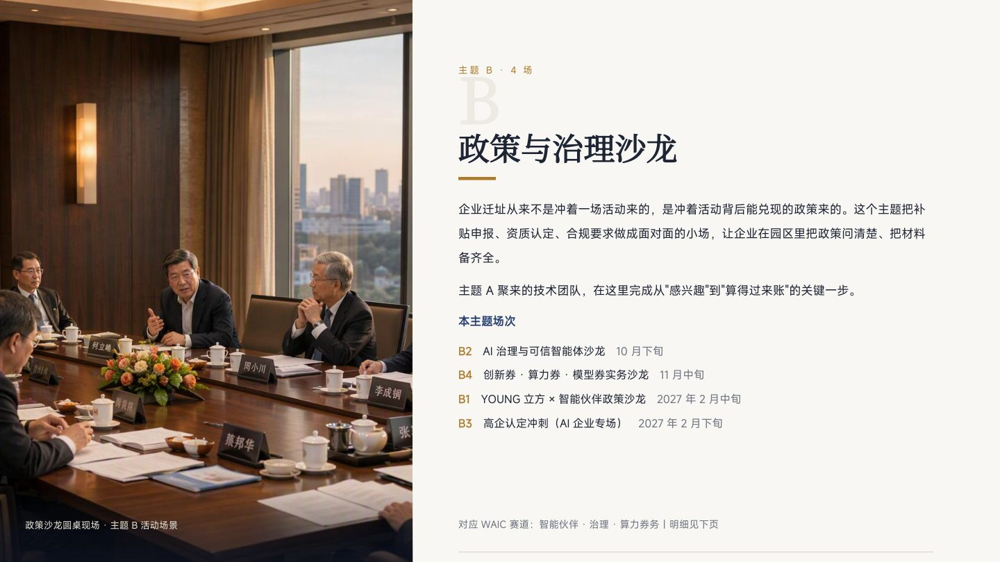 主题 B · 4 场
B
政策与治理沙龙
企业迁址从来不是冲着一场活动来的，是冲着活动背后能兑现的政策来的。这个主题把补
贴申报、资质认定、合规要求做成面对面的小场，让企业在园区里把政策问清楚、把材料
备齐全。
主题 A 聚来的技术团队，在这里完成从"感兴趣"到"算得过来账"的关键一步。
本主题场次
B2 AI 治理与可信智能体沙龙 10 月下旬
B4 创新券 · 算力券 · 模型券实务沙龙 11 月中旬
B1 YOUNG 立方 × 智能伙伴政策沙龙 2027 年 2 月中旬
B3 高企认定冲刺（AI 企业专场） 2027 年 2 月下旬
对应 WAIC 赛道：智能伙伴 · 治理 · 算力券务 | 明细见下页
何立峰
周小川
李成钢
邦华
张
政策沙龙圆桌现场 · 主题 B 活动场景